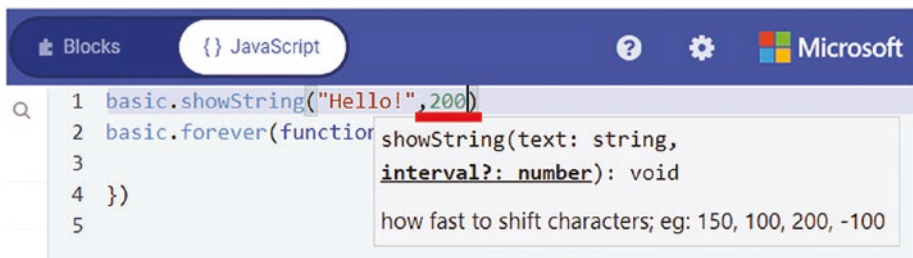 Blocks
{} JavaScript
Microsoft
1 basic.showString("Hello!",200)
2 basic.forever(function
3
4 })
5
showString(text: string,
interval?: number): void
how fast to shift characters; eg: 150, 100, 200, -100